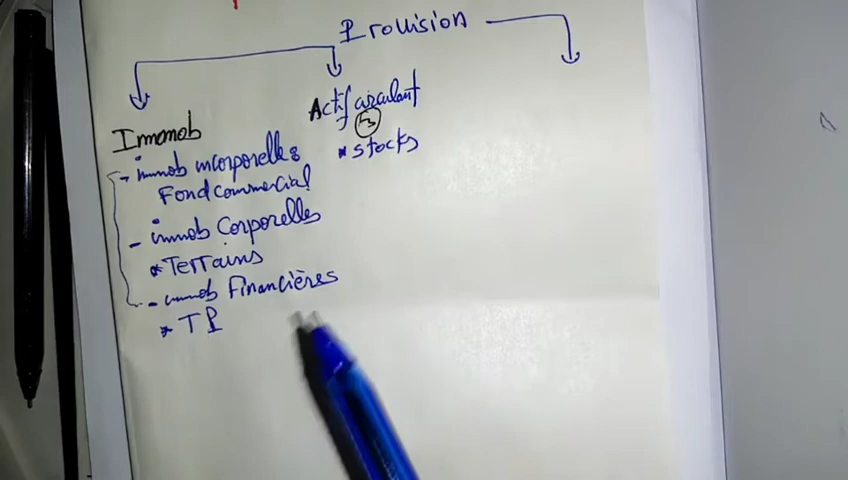 Provision
Immob
- immob incorporelles
Fond commercial
- immob Corporelles
* Terrains
- immob Financières
* TP
Actif circulant
* stocks